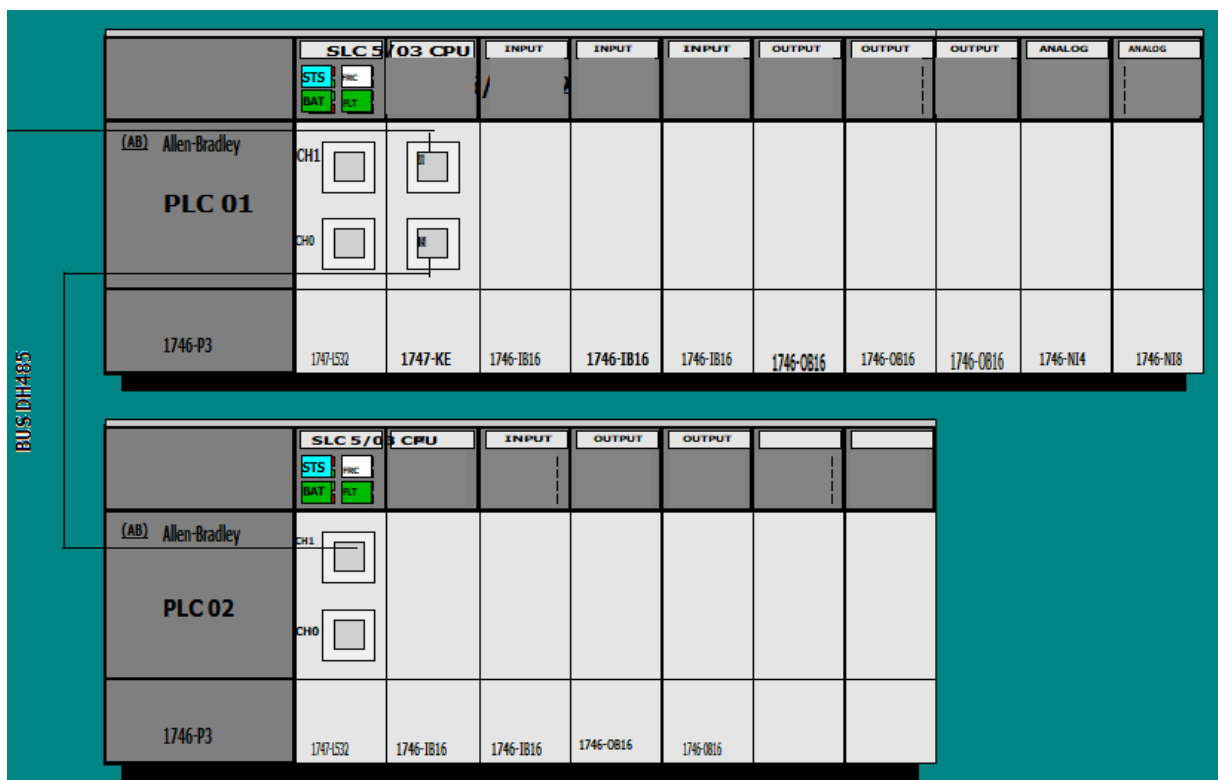 SLC 5/03 CPU INPUT INPUT INPUT OUTPUT OUTPUT OUTPUT ANALOG ANALOG
STS FRC
BAT FLT
(AB) Allen-Bradley
CH1
PLC 01
CH0
1746-P3 1747-L532 1747-KE 1746-IB16 1746-IB16 1746-IB16 1746-OB16 1746-OB16 1746-OB16 1746-NI4 1746-NI8
BUS DH485
SLC 5/03 CPU INPUT OUTPUT OUTPUT
STS FRC
BAT FLT
(AB) Allen-Bradley
CH1
PLC 02
CH0
1746-P3 1747-L532 1746-IB16 1746-IB16 1746-OB16 1746-OB16